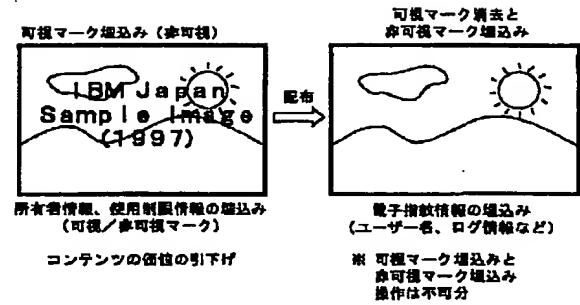 可視マーク埋込み（非可視）
IBM Japan
Sample Image
(1997)
所有者情報、使用制限情報の埋込み
（可視／非可視マーク）
コンテンツの価値の引下げ
配布
可視マーク消去と
非可視マーク埋込み
電子指紋情報の埋込み
（ユーザー名、ログ情報など）
※ 可視マーク埋込みと
非可視マーク埋込み
操作は不可分